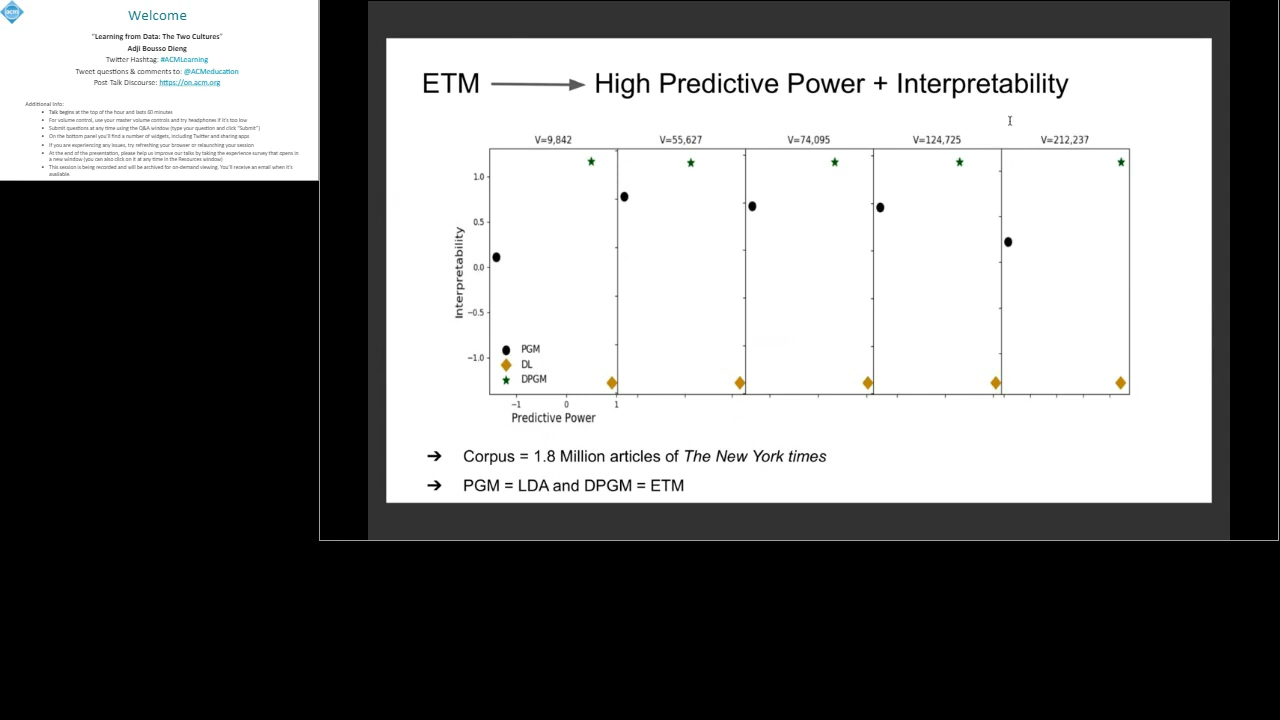 acm
Welcome
"Learning from Data: The Two Cultures"
Adji Bousso Dieng
Twitter Hashtag: #ACMLearning
Tweet questions & comments to: @ACMeducation
Post-Talk Discourse: https://on.acm.org
Additional Info:
• Talk begins at the top of the hour and lasts 60 minutes
• For volume control, use your master volume controls and try headphones if it's too low
• Submit questions at any time using the Q&A window (type your question and click "Submit")
• On the bottom panel you'll find a number of widgets, including Twitter and sharing apps
• If you are experiencing any issues, try refreshing your browser or relaunching your session
• At the end of the presentation, please help us improve our talks by taking the experience survey that opens in
a new window (you can also click on it at any time in the Resources window)
• This session is being recorded and will be archived for on-demand viewing. You'll receive an email when it's
available.
ETM → High Predictive Power + Interpretability
V=9,842 V=55,627 V=74,095 V=124,725 V=212,237
1.0
0.5
0.0
−0.5
−1.0
Interpretability
PGM
DL
DPGM
−1 0 1
Predictive Power
➔ Corpus = 1.8 Million articles of The New York times
➔ PGM = LDA and DPGM = ETM